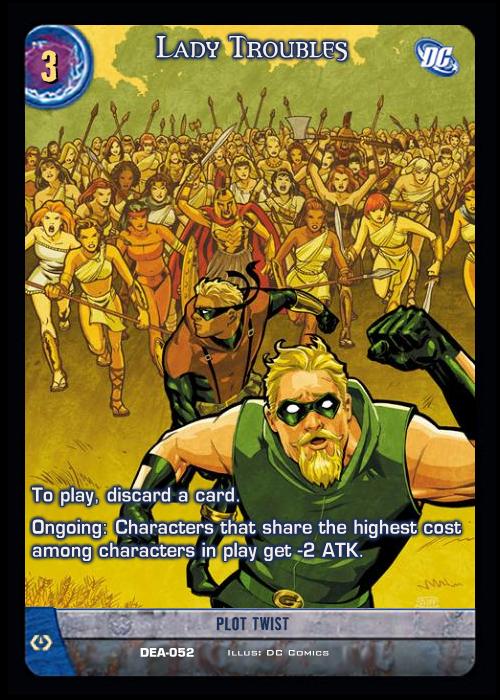 Lady Troubles
3
DC
To play, discard a card.
Ongoing: Characters that share the highest cost
among characters in play get -2 ATK.
PLOT TWIST
DEA-052 Illus: DC Comics